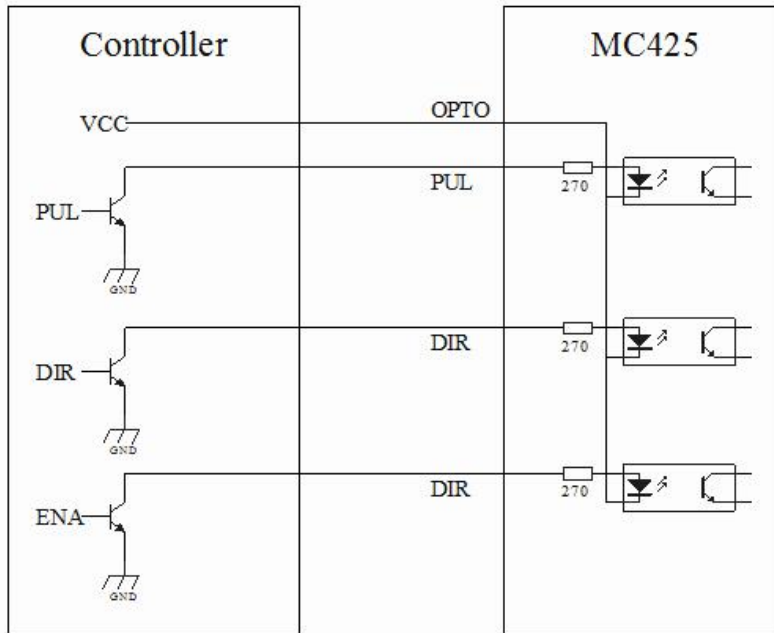 Controller
MC425
VCC
OPTO
PUL
PUL
270
GND
DIR
DIR
270
GND
ENA
DIR
270
GND